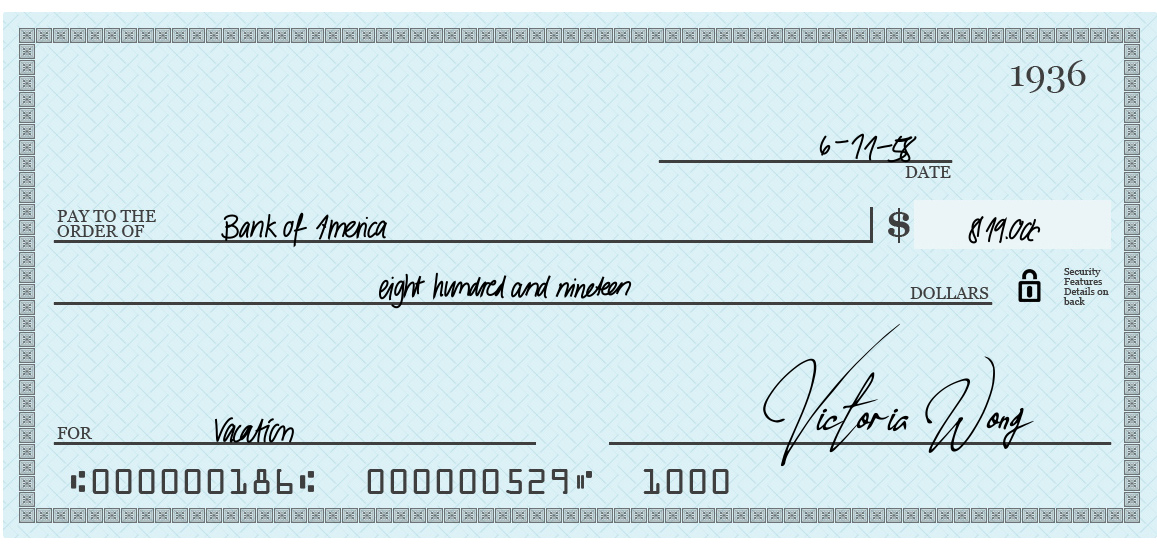 1936
6-11-58
DATE
PAY TO THE
ORDER OF Bank of America $ 819.00
eight hundred and nineteen DOLLARS
Security
Features
Details on
back
Victoria Wong
FOR Vacation
⑆000000186⑆ 000000529⑈ 1000